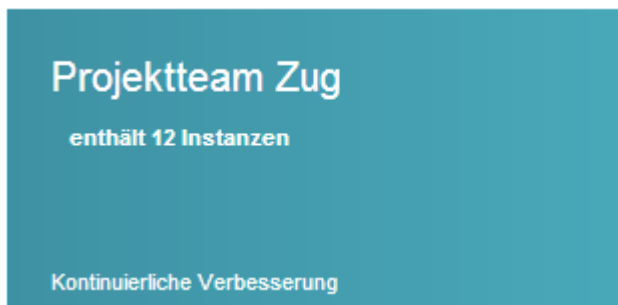 Projektteam Zug
enthält 12 Instanzen
Kontinuierliche Verbesserung